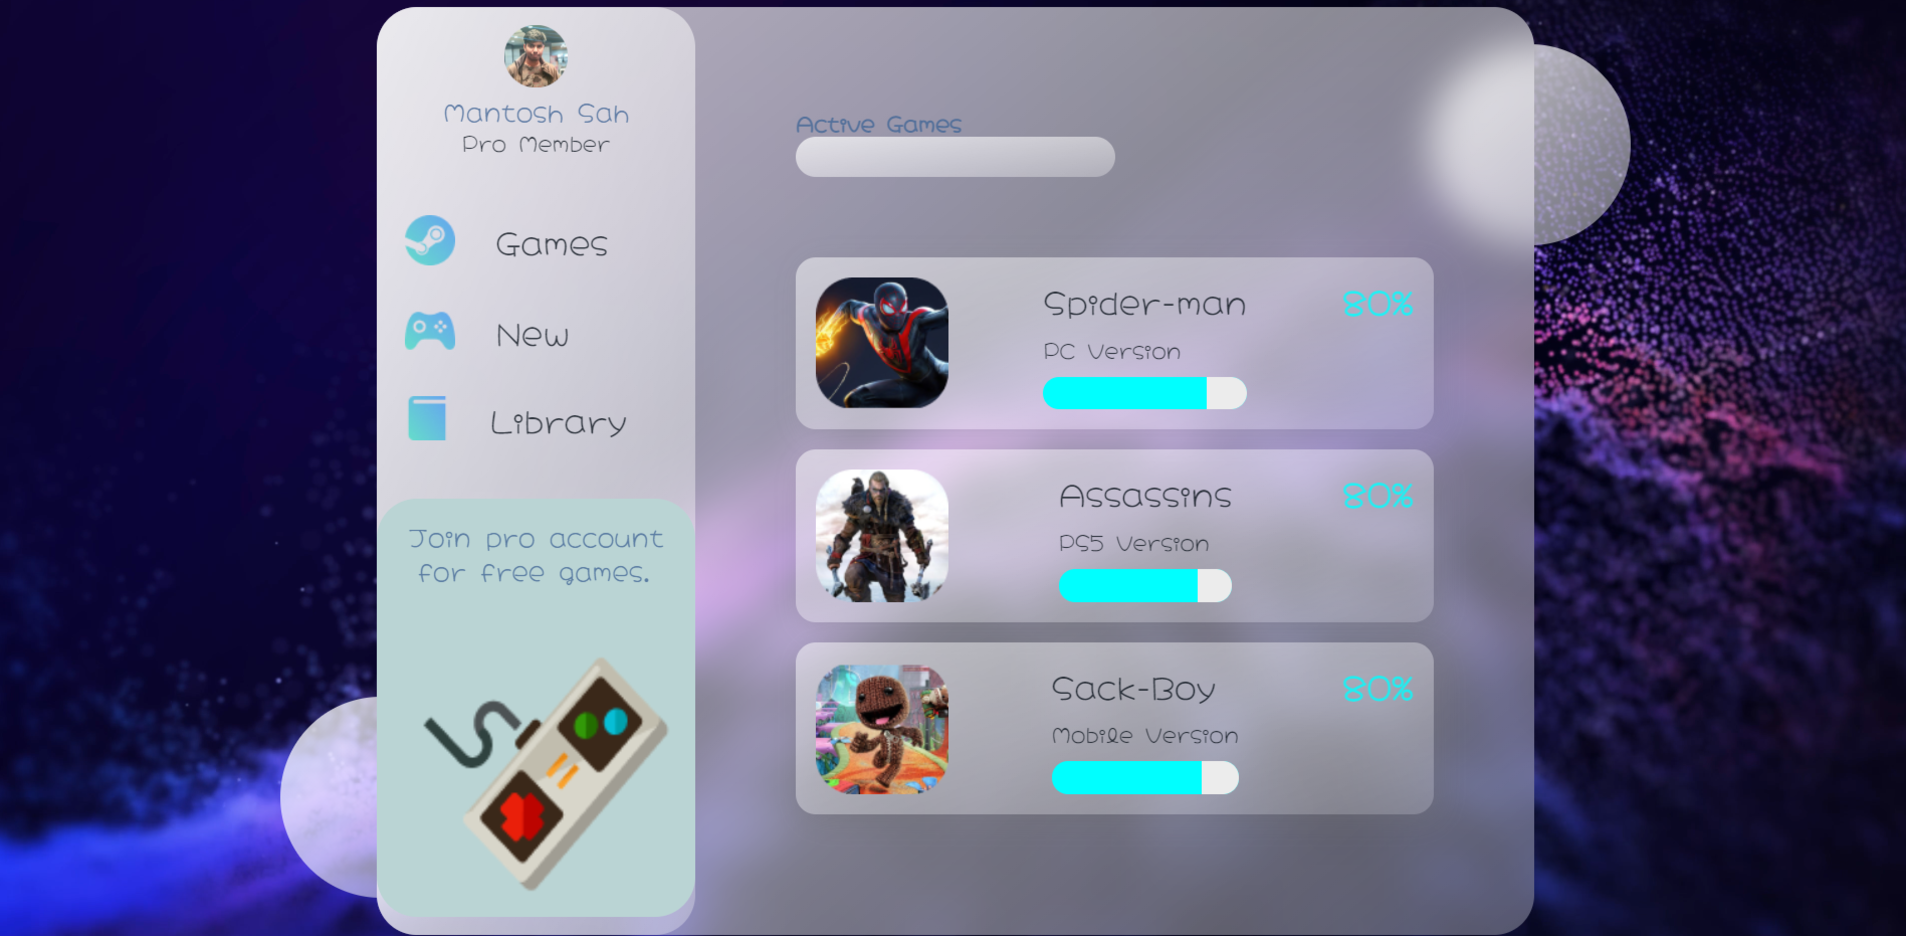 Mantosh Sah
Pro Member
Games
New
Library
Join pro account
for free games.
Active Games
Spider-man
80%
PC Version
Assassins
80%
PS5 Version
Sack-Boy
80%
Mobile Version